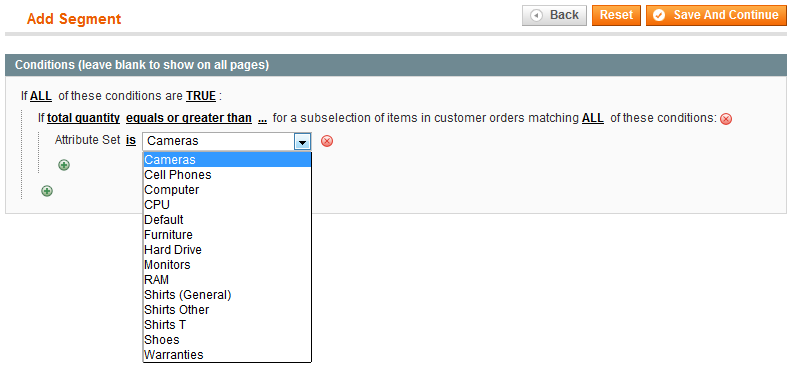 Add Segment
Back
Reset
Save And Continue
Conditions (leave blank to show on all pages)
If ALL of these conditions are TRUE :
If total quantity equals or greater than ... for a subselection of items in customer orders matching ALL of these conditions:
Attribute Set is Cameras
Cameras
Cell Phones
Computer
CPU
Default
Furniture
Hard Drive
Monitors
RAM
Shirts (General)
Shirts Other
Shirts T
Shoes
Warranties